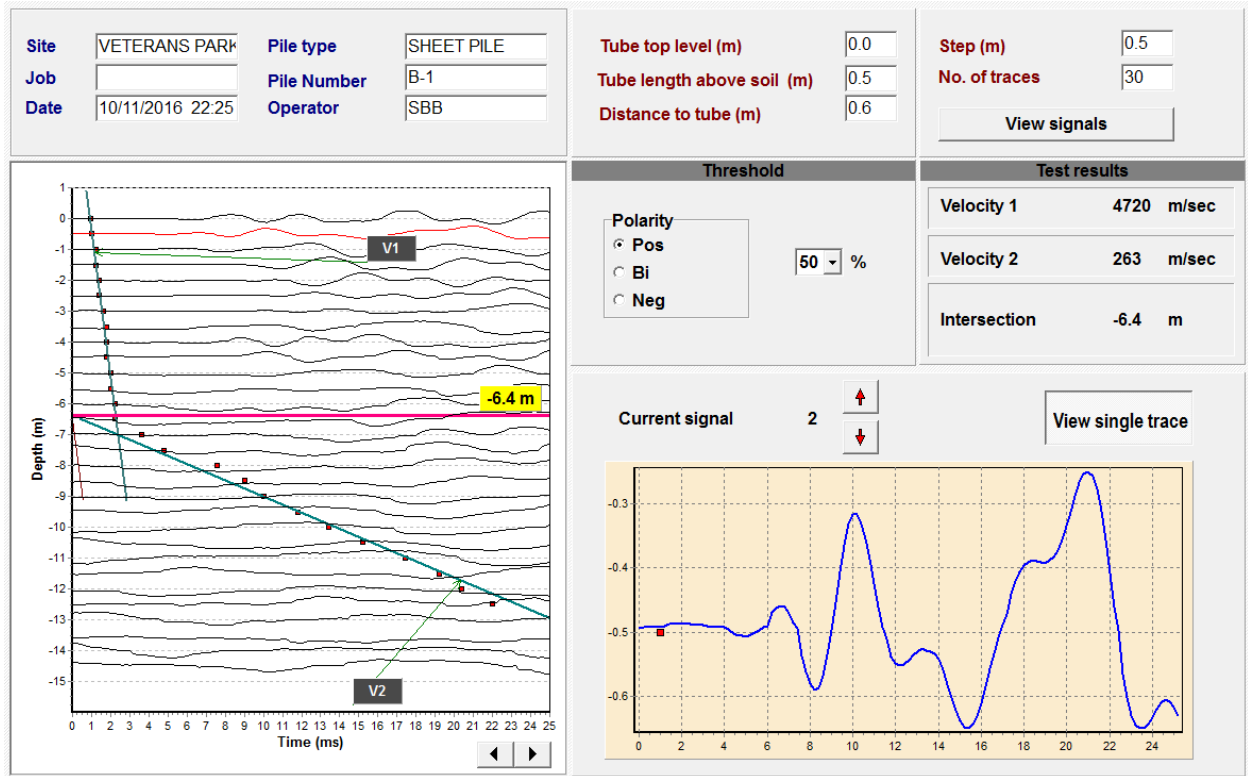 Site VETERANS PARK Pile type SHEET PILE
Job Pile Number B-1
Date 10/11/2016 22:25 Operator SBB
Tube top level (m) 0.0
Tube length above soil (m) 0.5
Distance to tube (m) 0.6
Step (m) 0.5
No. of traces 30
View signals
Threshold
Polarity
Pos
Bi
Neg
50 %
Test results
Velocity 1 4720 m/sec
Velocity 2 263 m/sec
Intersection -6.4 m
1
0
-1
-2
-3
-4
-5
-6
-7
-8
-9
-10
-11
-12
-13
-14
-15
Depth (m)
V1
-6.4 m
V2
0 1 2 3 4 5 6 7 8 9 10 11 12 13 14 15 16 17 18 19 20 21 22 23 24 25
Time (ms)
Current signal 2
View single trace
-0.3
-0.4
-0.5
-0.6
0 2 4 6 8 10 12 14 16 18 20 22 24